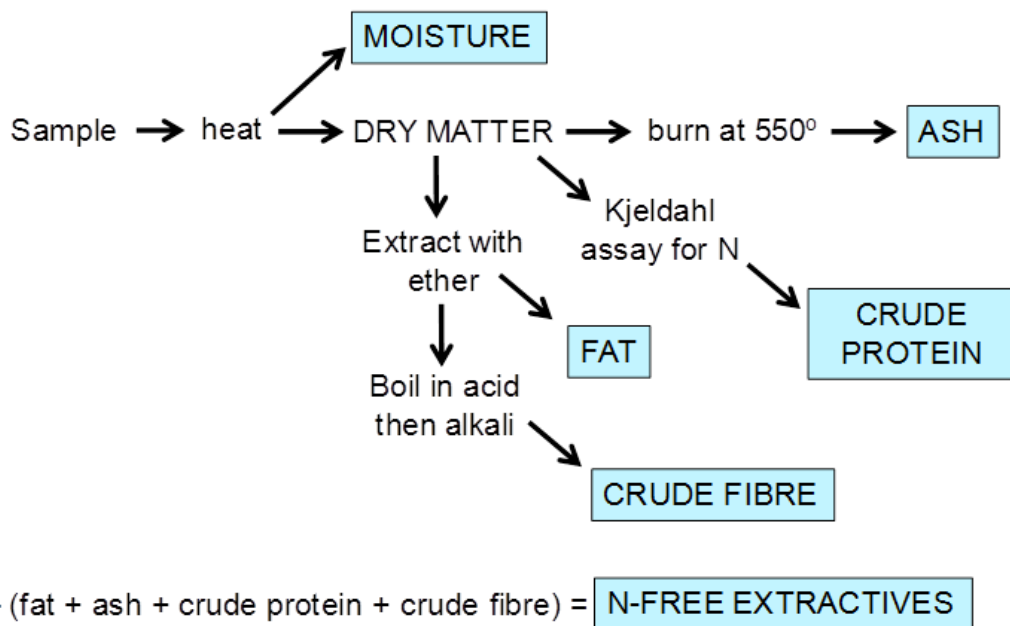 MOISTURE
Sample
heat
DRY MATTER
burn at 550⁰
ASH
Kjeldahl
assay for N
Extract with
ether
CRUDE
PROTEIN
FAT
Boil in acid
then alkali
CRUDE FIBRE
(fat + ash + crude protein + crude fibre) = N-FREE EXTRACTIVES